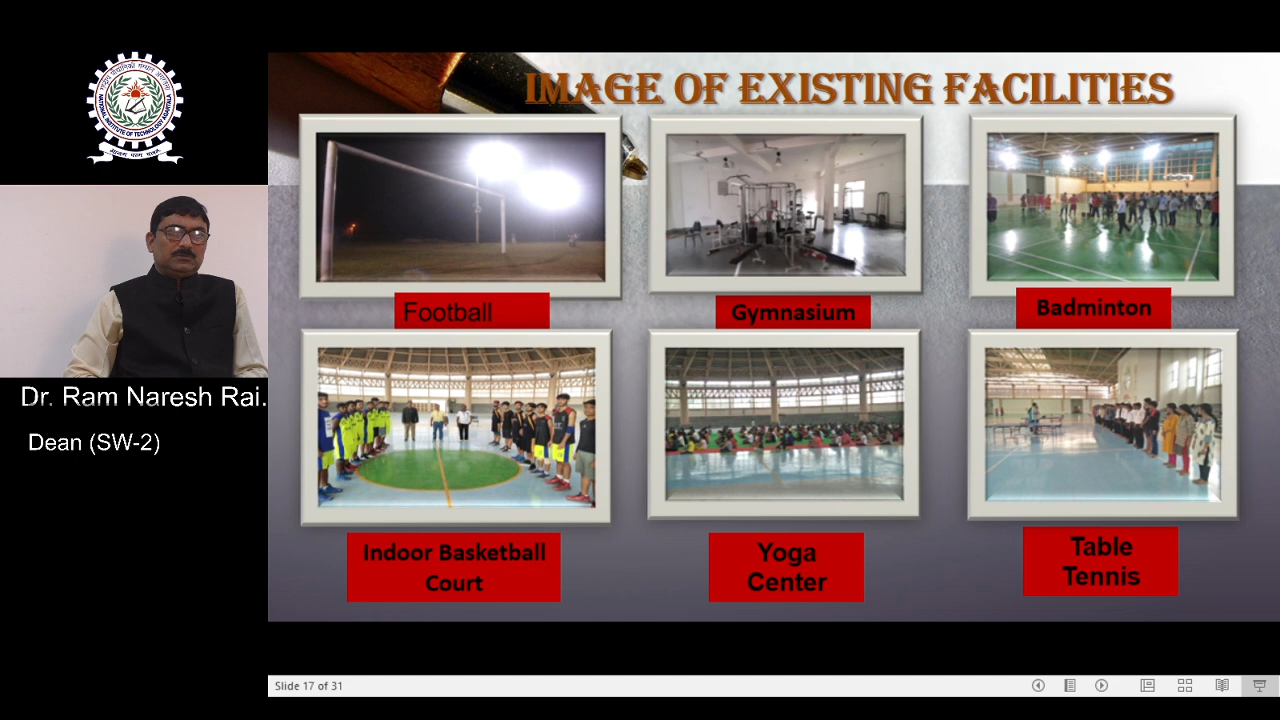 IMAGE OF EXISTING FACILITIES
Football
Gymnasium
Badminton
Indoor Basketball
Court
Yoga
Center
Table
Tennis
Dr. Ram Naresh Rai.
Dean (SW-2)
Slide 17 of 31